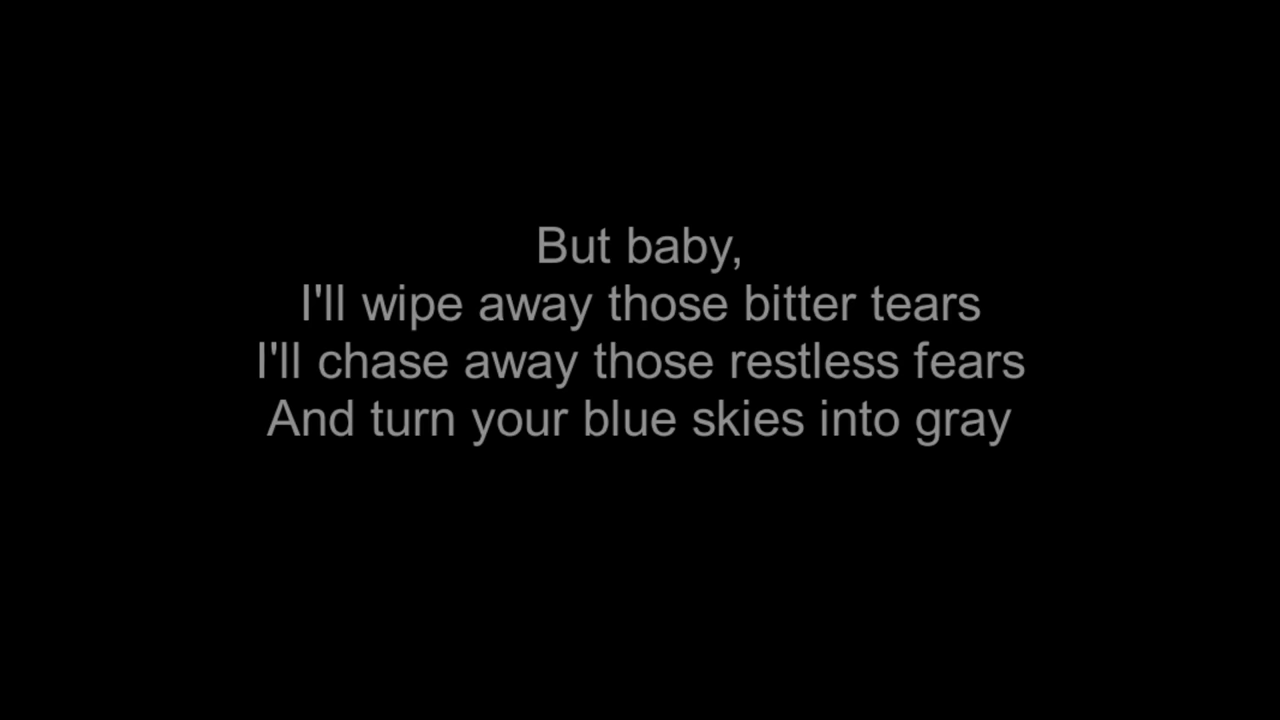 But baby,
I'll wipe away those bitter tears
I'll chase away those restless fears
And turn your blue skies into gray